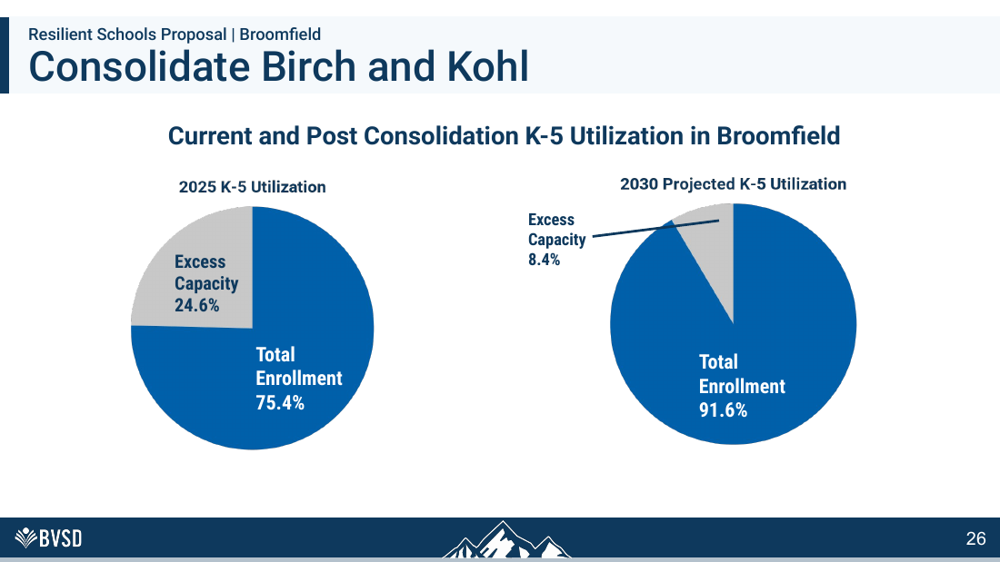 Resilient Schools Proposal | Broomfield
Consolidate Birch and Kohl
Current and Post Consolidation K-5 Utilization in Broomfield
2025 K-5 Utilization
Excess
Capacity
24.6%
Total
Enrollment
75.4%
2030 Projected K-5 Utilization
Excess
Capacity
8.4%
Total
Enrollment
91.6%
BVSD
26